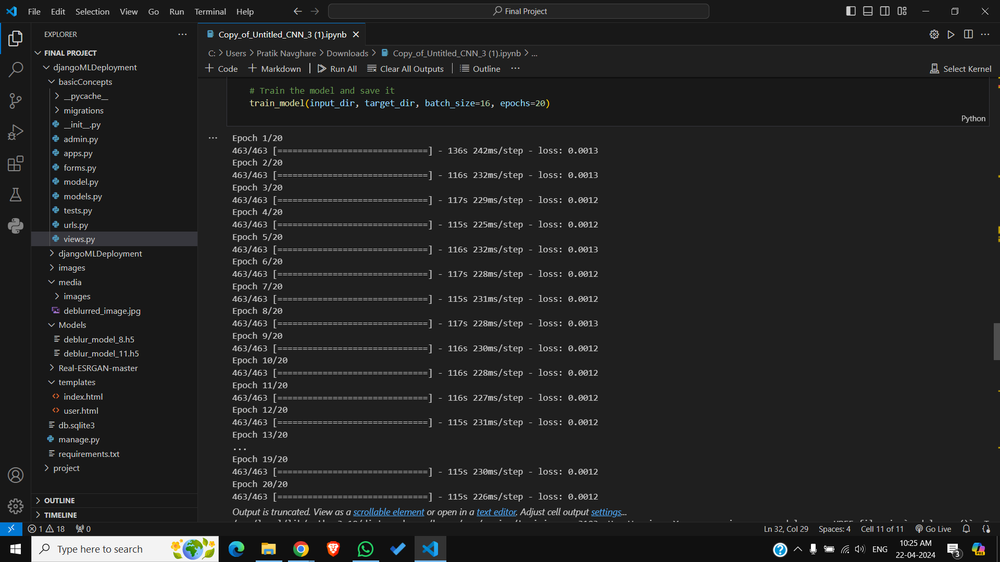 File Edit Selection View Go Run Terminal Help
Final Project
EXPLORER
FINAL PROJECT
djangoMLDeployment
basicConcepts
__pycache__
migrations
__init__.py
admin.py
apps.py
forms.py
model.py
models.py
tests.py
urls.py
views.py
djangoMLDeployment
images
media
images
deblurred_image.jpg
Models
deblur_model_8.h5
deblur_model_11.h5
Real-ESRGAN-master
templates
index.html
user.html
db.sqlite3
manage.py
requirements.txt
project
OUTLINE
TIMELINE
Copy_of_Untitled_CNN_3 (1).ipynb
C: > Users > Pratik Navghare > Downloads > Copy_of_Untitled_CNN_3 (1).ipynb > ...
+ Code + Markdown | Run All Clear All Outputs | Outline ...
Select Kernel
# Train the model and save it
train_model(input_dir, target_dir, batch_size=16, epochs=20)
Python
Epoch 1/20
463/463 [==============================] - 136s 242ms/step - loss: 0.0013
Epoch 2/20
463/463 [==============================] - 116s 232ms/step - loss: 0.0013
Epoch 3/20
463/463 [==============================] - 117s 229ms/step - loss: 0.0012
Epoch 4/20
463/463 [==============================] - 115s 225ms/step - loss: 0.0012
Epoch 5/20
463/463 [==============================] - 116s 232ms/step - loss: 0.0013
Epoch 6/20
463/463 [==============================] - 117s 228ms/step - loss: 0.0012
Epoch 7/20
463/463 [==============================] - 115s 231ms/step - loss: 0.0012
Epoch 8/20
463/463 [==============================] - 117s 228ms/step - loss: 0.0013
Epoch 9/20
463/463 [==============================] - 116s 230ms/step - loss: 0.0012
Epoch 10/20
463/463 [==============================] - 116s 228ms/step - loss: 0.0012
Epoch 11/20
463/463 [==============================] - 116s 227ms/step - loss: 0.0012
Epoch 12/20
463/463 [==============================] - 115s 231ms/step - loss: 0.0012
Epoch 13/20
...
Epoch 19/20
463/463 [==============================] - 115s 230ms/step - loss: 0.0012
Epoch 20/20
463/463 [==============================] - 115s 226ms/step - loss: 0.0012
Output is truncated. View as a scrollable element or open in a text editor. Adjust cell output settings...
1 18 0
Ln 32, Col 29 Spaces: 4 Cell 11 of 11 Go Live
Type here to search
ENG
10:25 AM
22-04-2024
3
PRE